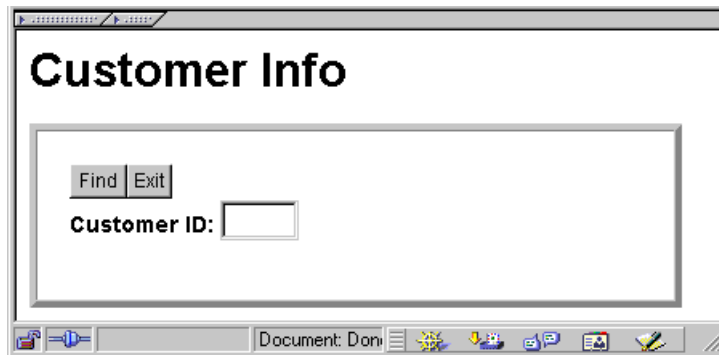 Customer Info
Find Exit
Customer ID:
Document: Don